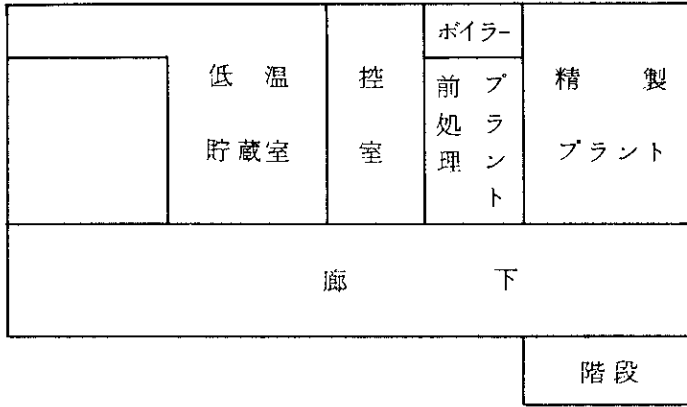 低温
貯蔵室
控
室
ボイラー
前処理
プラント
精製
プラント
廊下
階段